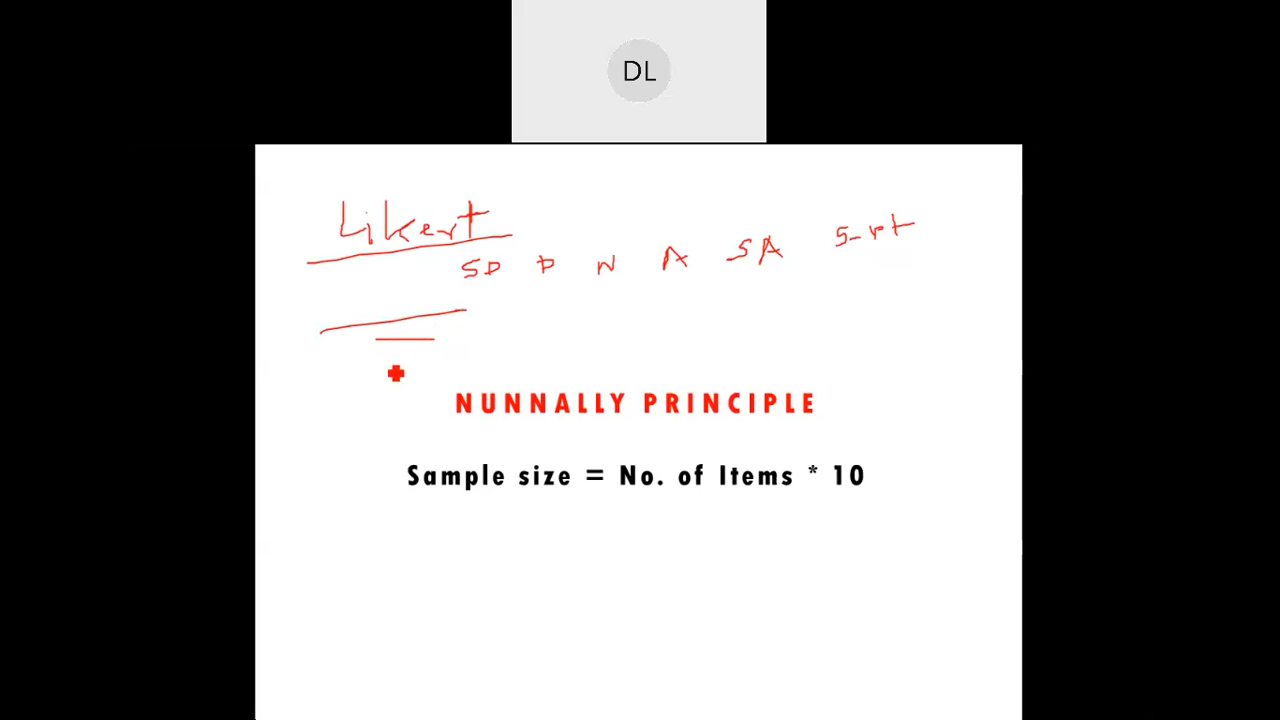 DL
Likert
SD D N A SA 5-pt
NUNNALLY PRINCIPLE
Sample size = No. of Items * 10